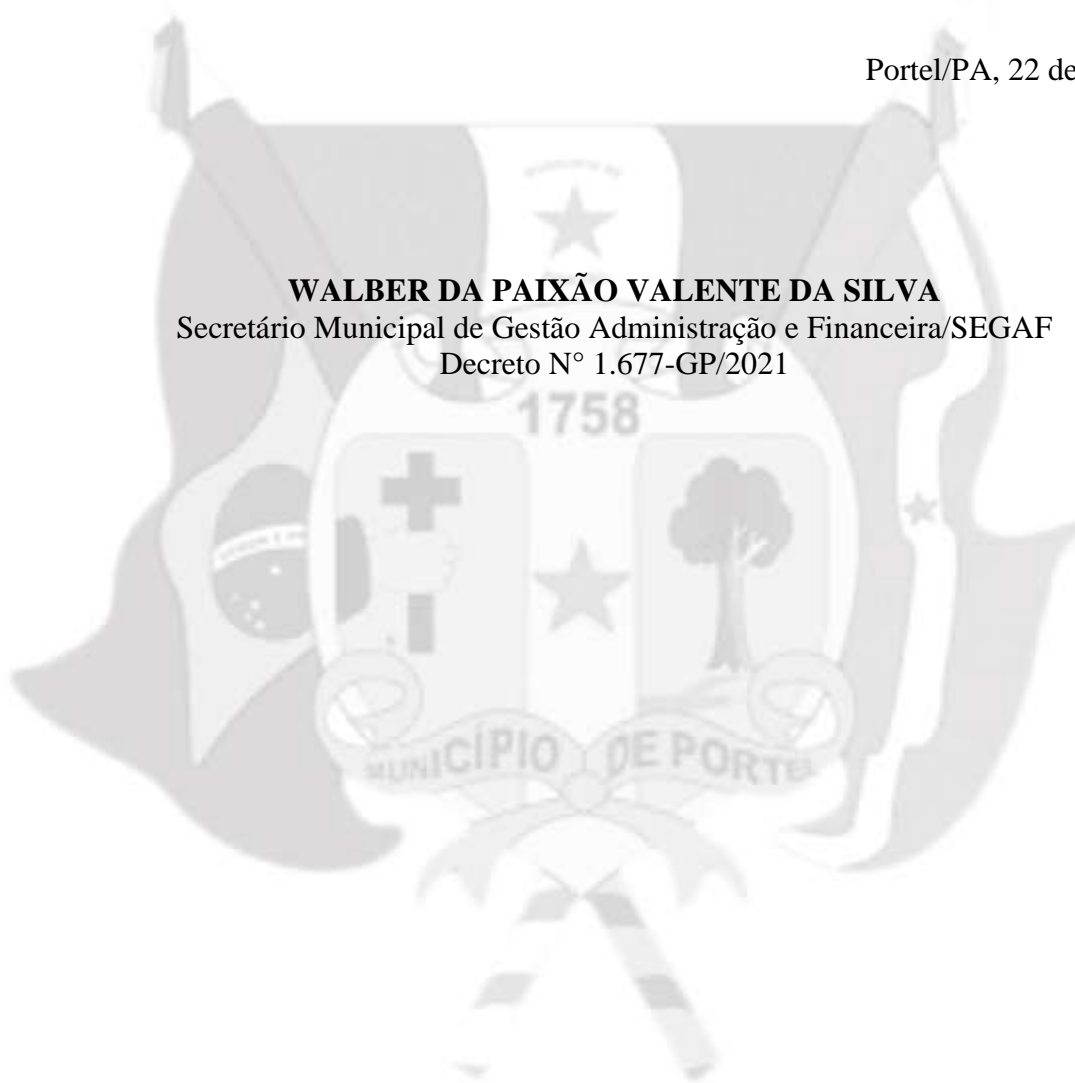 Portel/PA, 22 de
WALBER DA PAIXÃO VALENTE DA SILVA
Secretário Municipal de Gestão Administração e Financeira/SEGAF
Decreto N° 1.677-GP/2021
1758
MUNICÍPIO DE PORTEL